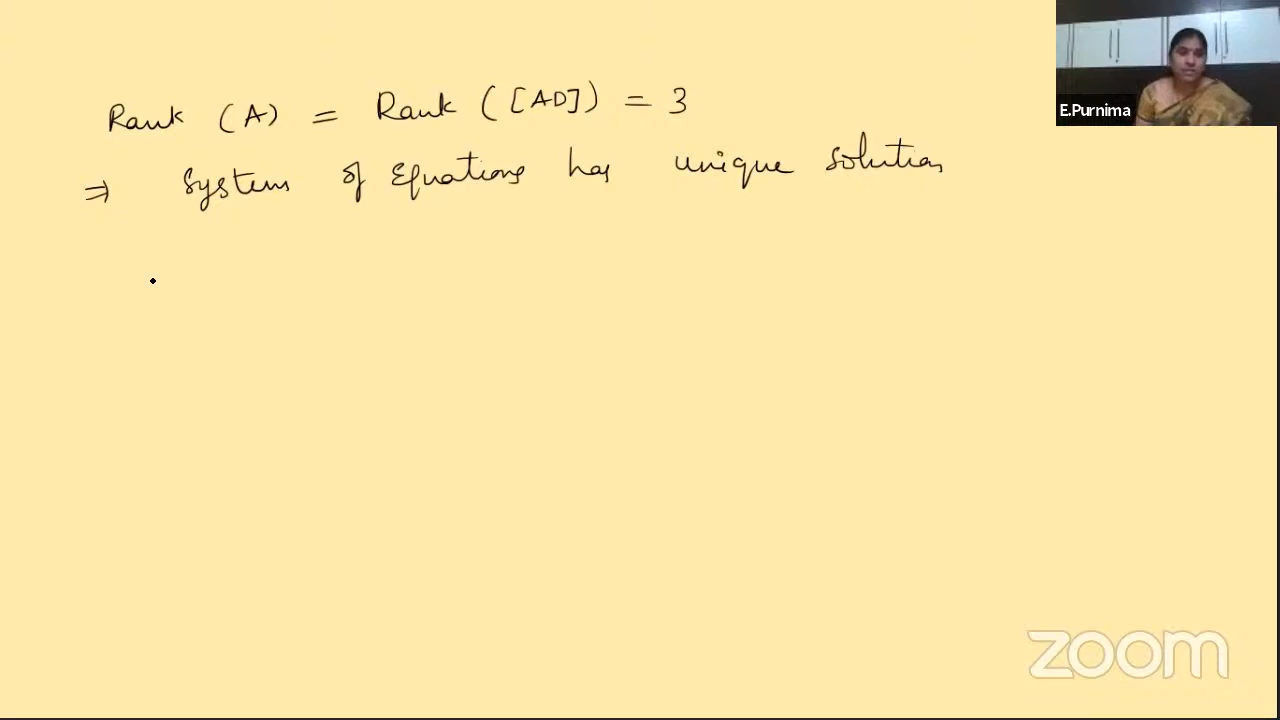 Rank (A) = Rank ([AD]) = 3
⇒ System of Equations has unique solution
E.Purnima
zoom